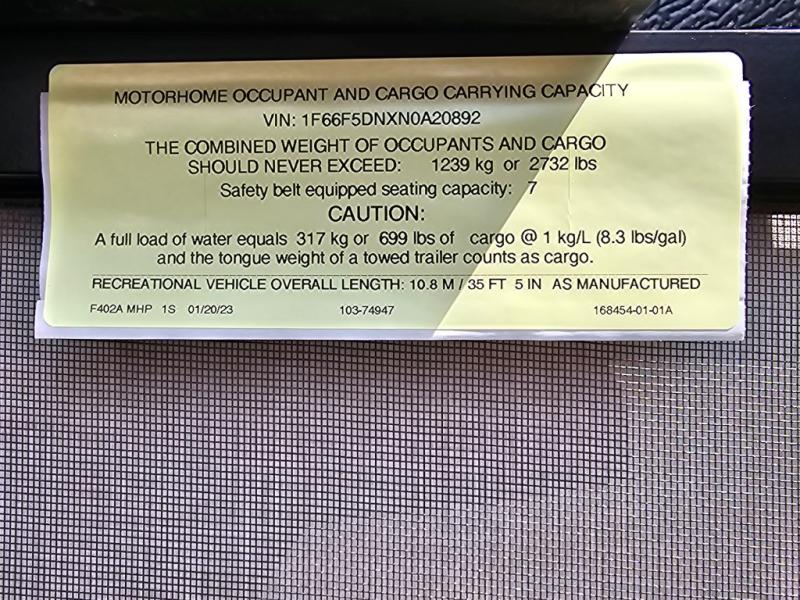 MOTORHOME OCCUPANT AND CARGO CARRYING CAPACITY
VIN: 1F66F5DNXN0A20892
THE COMBINED WEIGHT OF OCCUPANTS AND CARGO
SHOULD NEVER EXCEED: 1239 kg or 2732 lbs
Safety belt equipped seating capacity: 7
CAUTION:
A full load of water equals 317 kg or 699 lbs of cargo @ 1 kg/L (8.3 lbs/gal)
and the tongue weight of a towed trailer counts as cargo.
RECREATIONAL VEHICLE OVERALL LENGTH: 10.8 M / 35 FT 5 IN AS MANUFACTURED
F402A MHP 1S 01/20/23 103-74947 168454-01-01A